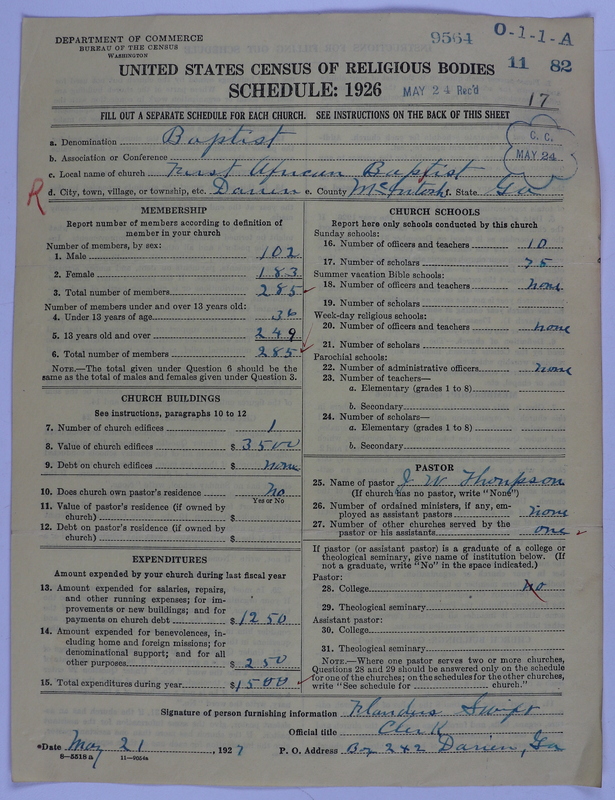 DEPARTMENT OF COMMERCE
BUREAU OF THE CENSUS
WASHINGTON
9564 O-1-1-A
UNITED STATES CENSUS OF RELIGIOUS BODIES 11 82
SCHEDULE: 1926 MAY 24 Rec'd
17
FILL OUT A SEPARATE SCHEDULE FOR EACH CHURCH. SEE INSTRUCTIONS ON THE BACK OF THIS SHEET
C. C.
MAY 24
a. Denomination Baptist
b. Association or Conference
c. Local name of church First African Baptist
R d. City, town, village, or township, etc. Darien e. County McIntosh f. State Ga
MEMBERSHIP
Report number of members according to definition of
member in your church
Number of members, by sex:
1. Male 102
2. Female 183
3. Total number of members 285
Number of members under and over 13 years old:
4. Under 13 years of age 36
5. 13 years old and over 249
6. Total number of members 285
NOTE.—The total given under Question 6 should be the
same as the total of males and females given under Question 3.
CHURCH BUILDINGS
See instructions, paragraphs 10 to 12
7. Number of church edifices 1
8. Value of church edifices $3500
9. Debt on church edifices $ none
10. Does church own pastor's residence no
Yes or No
11. Value of pastor's residence (if owned by
church) $
12. Debt on pastor's residence (if owned by
church) $
EXPENDITURES
Amount expended by your church during last fiscal year
13. Amount expended for salaries, repairs,
and other running expenses; for im-
provements or new buildings; and for
payments on church debt $1250
14. Amount expended for benevolences, in-
cluding home and foreign missions; for
denominational support; and for all
other purposes $250
15. Total expenditures during year $1500
CHURCH SCHOOLS
Report here only schools conducted by this church
Sunday schools:
16. Number of officers and teachers 10
17. Number of scholars 75
Summer vacation Bible schools:
18. Number of officers and teachers none
19. Number of scholars
Week-day religious schools:
20. Number of officers and teachers none
21. Number of scholars
Parochial schools:
22. Number of administrative officers none
23. Number of teachers—
a. Elementary (grades 1 to 8)
b. Secondary
24. Number of scholars—
a. Elementary (grades 1 to 8)
b. Secondary
PASTOR
25. Name of pastor J. W. Thompson
(If church has no pastor, write "None")
26. Number of ordained ministers, if any, em-
ployed as assistant pastors none
27. Number of other churches served by the
pastor or his assistants one
If pastor (or assistant pastor) is a graduate of a college or
theological seminary, give name of institution below. (If
not a graduate, write "No" in the space indicated.)
Pastor:
28. College No
29. Theological seminary
Assistant pastor:
30. College
31. Theological seminary
NOTE.—Where one pastor serves two or more churches,
Questions 28 and 29 should be answered only on the schedule
for one of the churches; on the schedules for the other churches,
write "See schedule for church."
Signature of person furnishing information
Official title Clerk
*Date May 21, 1927 P. O. Address Box 242 Darien, Ga
8—5518 a 11—9054a